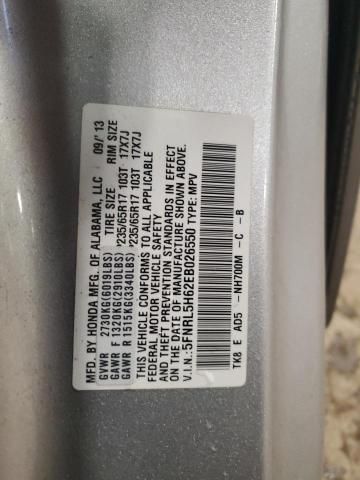 MFD. BY HONDA MFG. OF ALABAMA, LLC 09/'13
GVWR 2730KG(6019LBS) TIRE SIZE RIM SIZE
GAWR F 1320KG(2910LBS) P235/65R17 103T 17X7J
GAWR R 1515KG(3340LBS) P235/65R17 103T 17X7J
THIS VEHICLE CONFORMS TO ALL APPLICABLE
FEDERAL MOTOR VEHICLE SAFETY
AND THEFT PREVENTION STANDARDS IN EFFECT
ON THE DATE OF MANUFACTURE SHOWN ABOVE.
V.I.N.: 5FNRL5H62EB026550 TYPE: MPV
TK8 E AD5 -NH700M -C -B